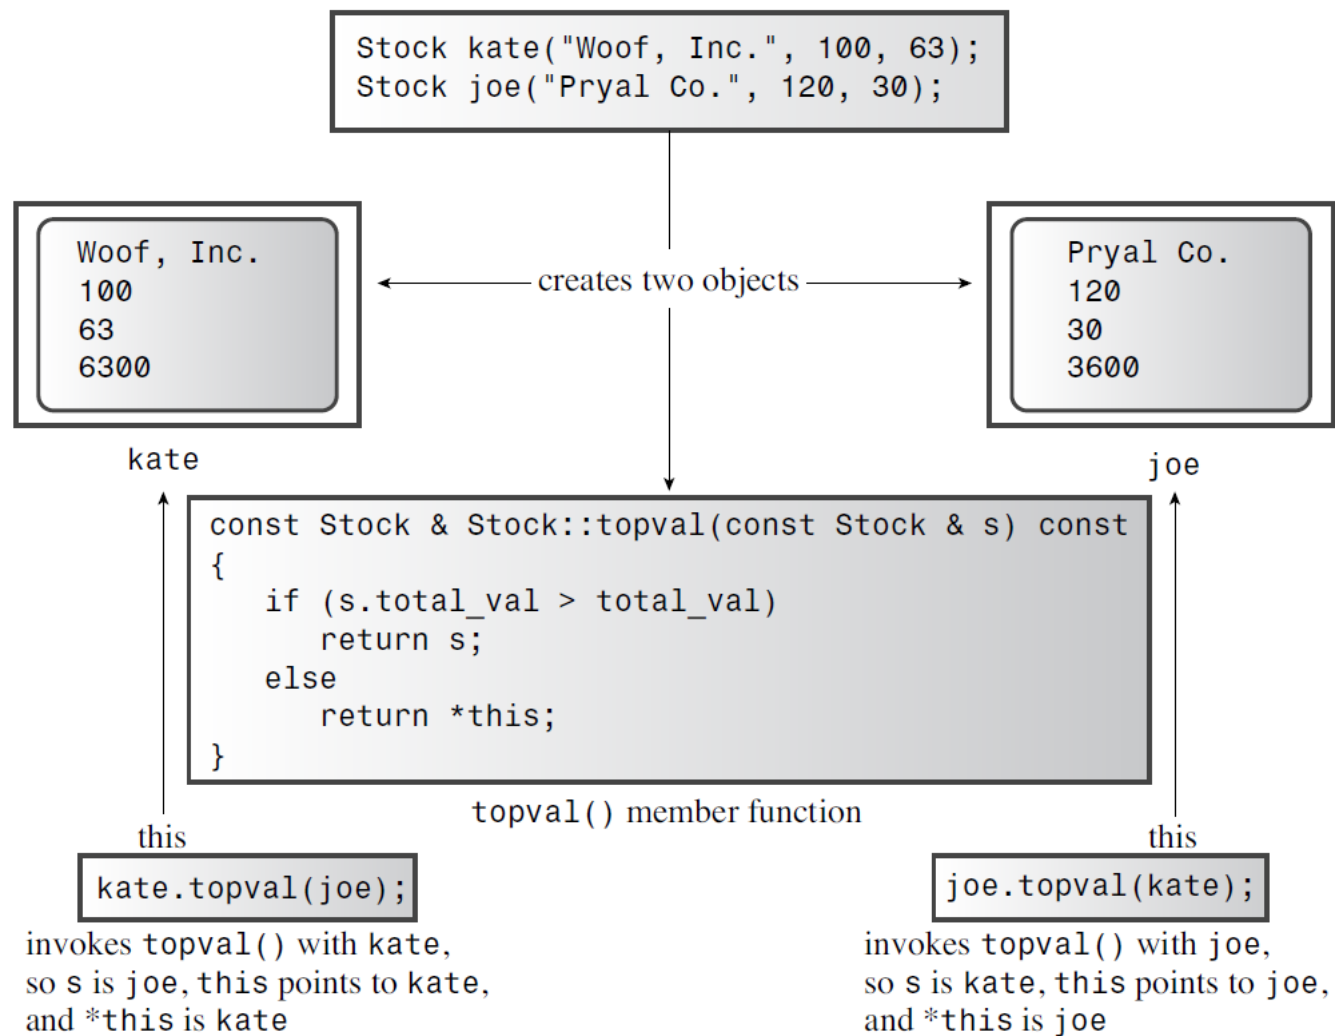 Stock kate("Woof, Inc.", 100, 63);
Stock joe("Pryal Co.", 120, 30);
Woof, Inc.
100
63
6300
kate
creates two objects
Pryal Co.
120
30
3600
joe
const Stock & Stock::topval(const Stock & s) const
{
if (s.total_val > total_val)
return s;
else
return *this;
}
topval() member function
this
kate.topval(joe);
invokes topval() with kate,
so s is joe, this points to kate,
and *this is kate
this
joe.topval(kate);
invokes topval() with joe,
so s is kate, this points to joe,
and *this is joe